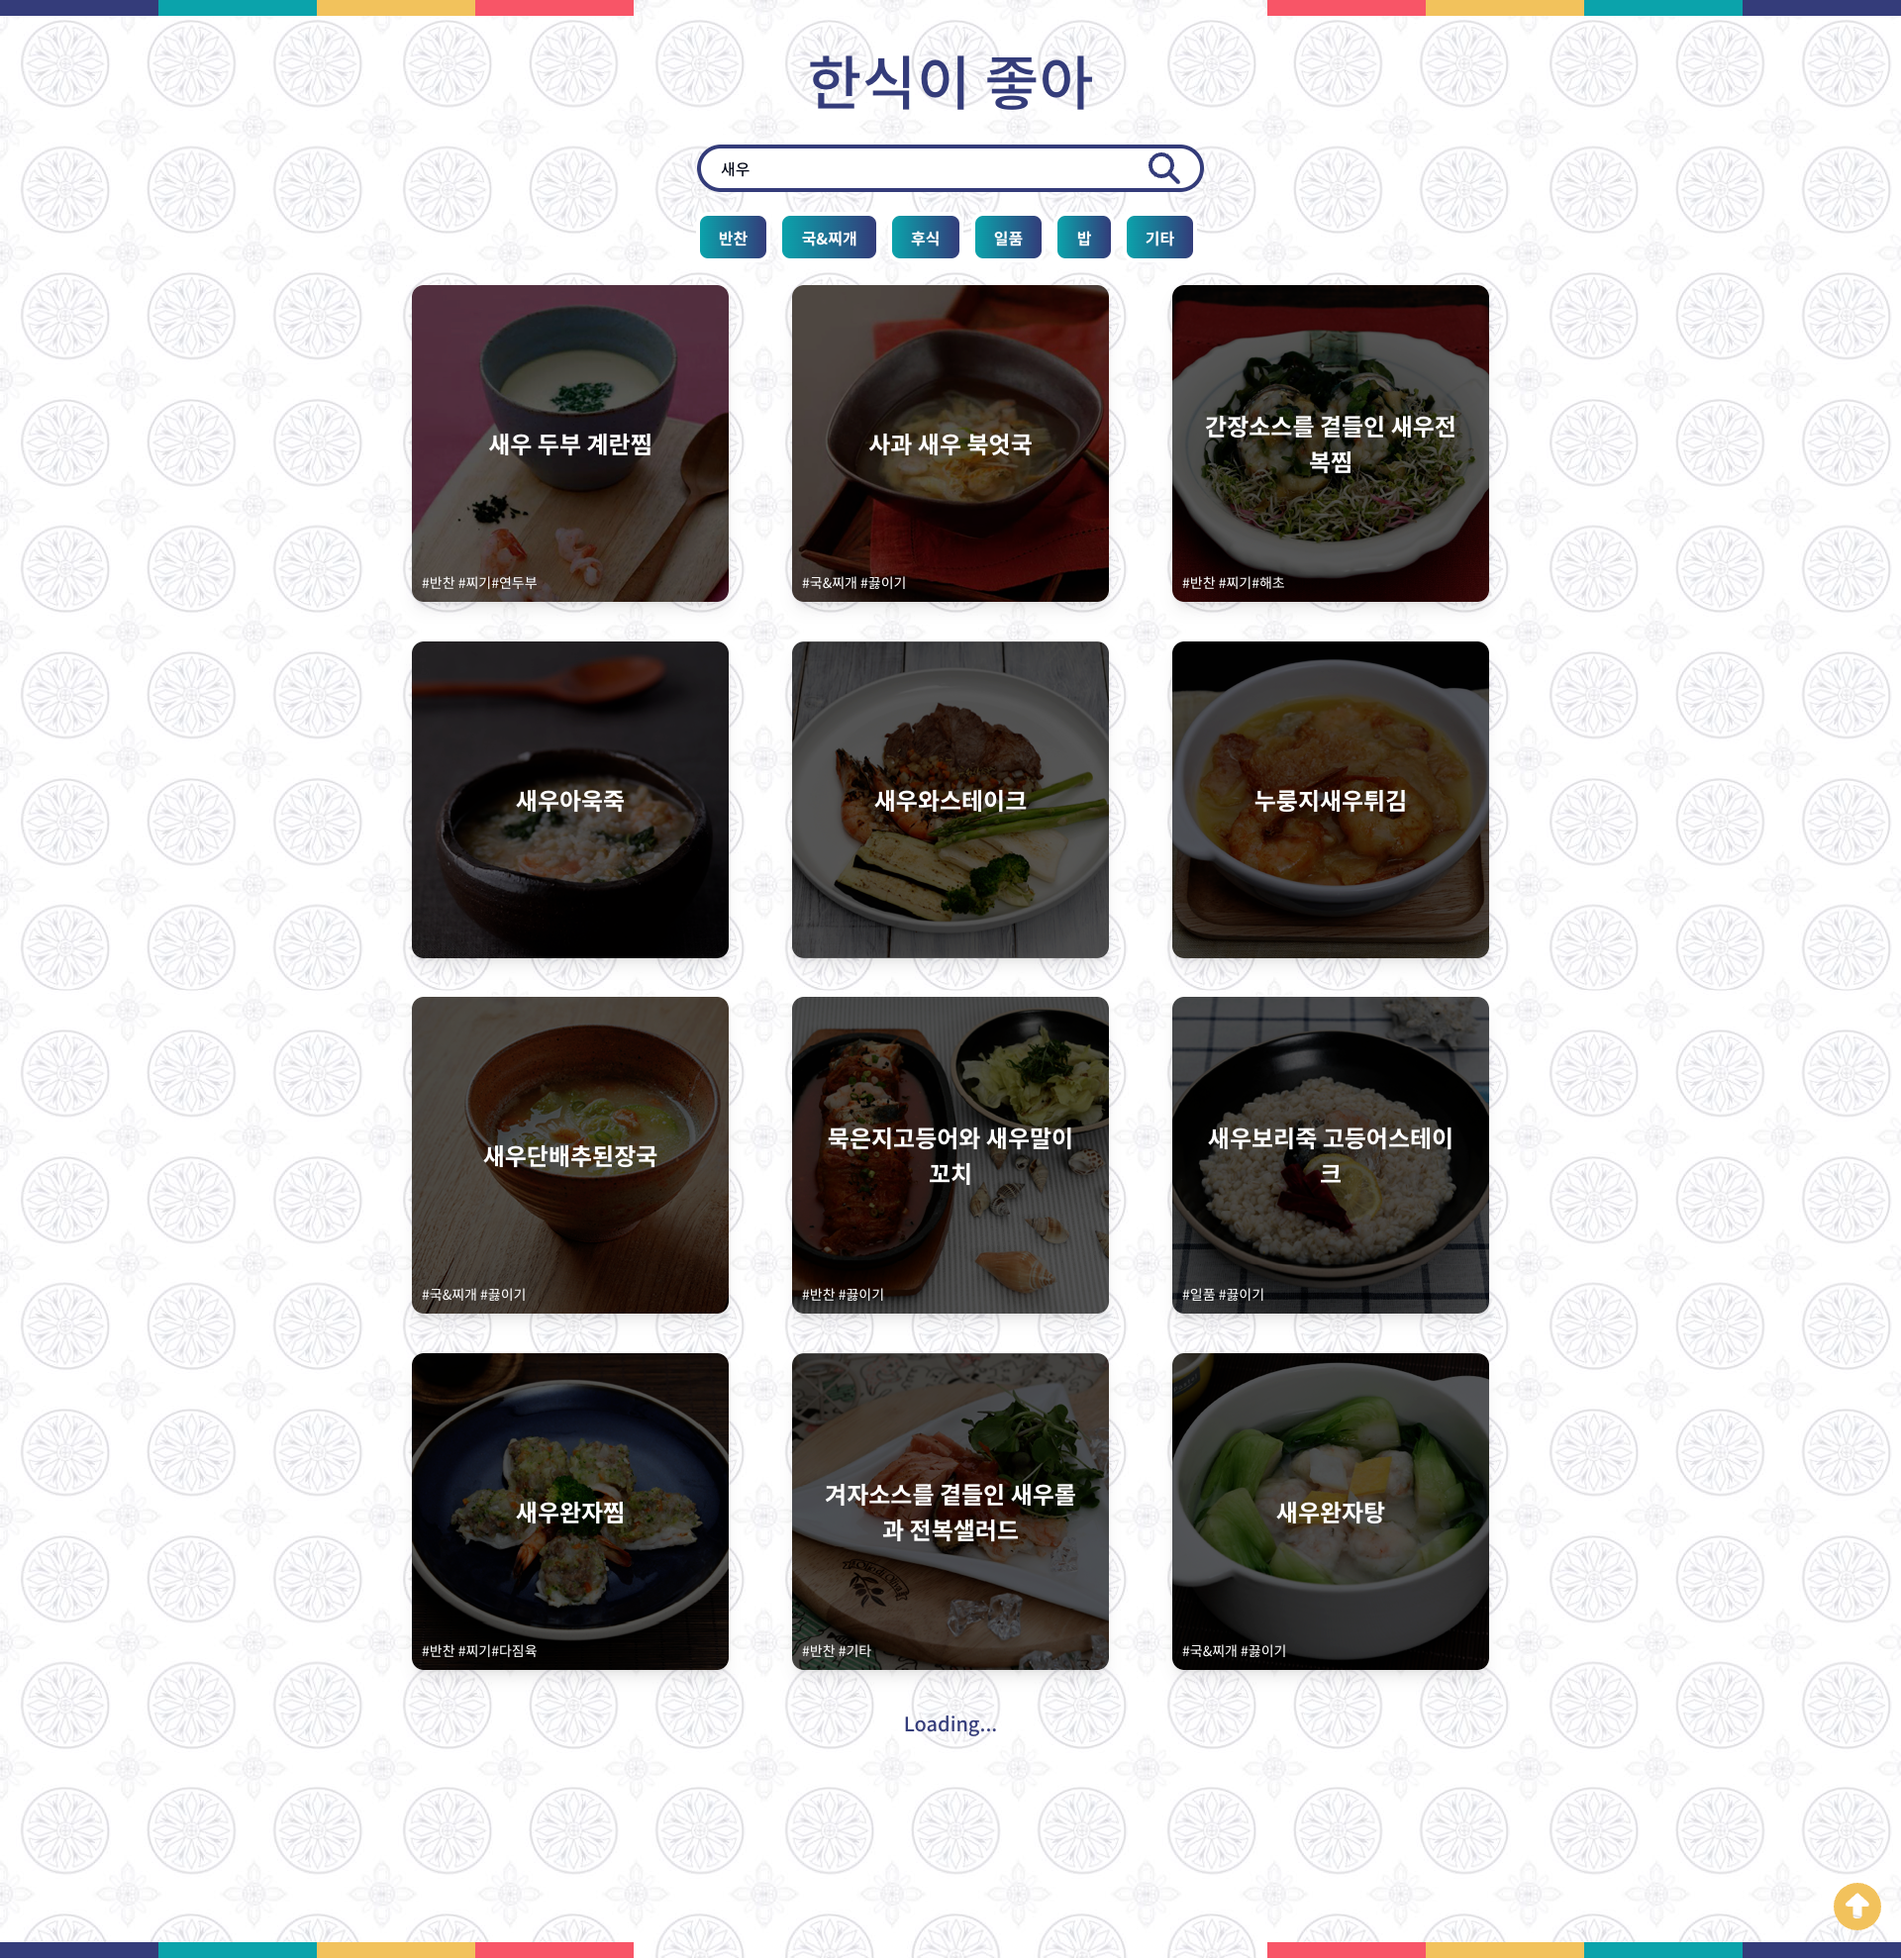 한식이 좋아
새우
반찬 국&찌개 후식 일품 밥 기타
새우 두부 계란찜
#반찬 #찌기#연두부
사과 새우 북엇국
#국&찌개 #끓이기
간장소스를 곁들인 새우전
복찜
#반찬 #찌기#해초
새우아욱죽
새우와스테이크
누룽지새우튀김
새우단배추된장국
#국&찌개 #끓이기
묵은지고등어와 새우말이
꼬치
#반찬 #끓이기
새우보리죽 고등어스테이
크
#일품 #끓이기
새우완자찜
#반찬 #찌기#다짐육
겨자소스를 곁들인 새우롤
과 전복샐러드
#반찬 #기타
새우완자탕
#국&찌개 #끓이기
Loading...